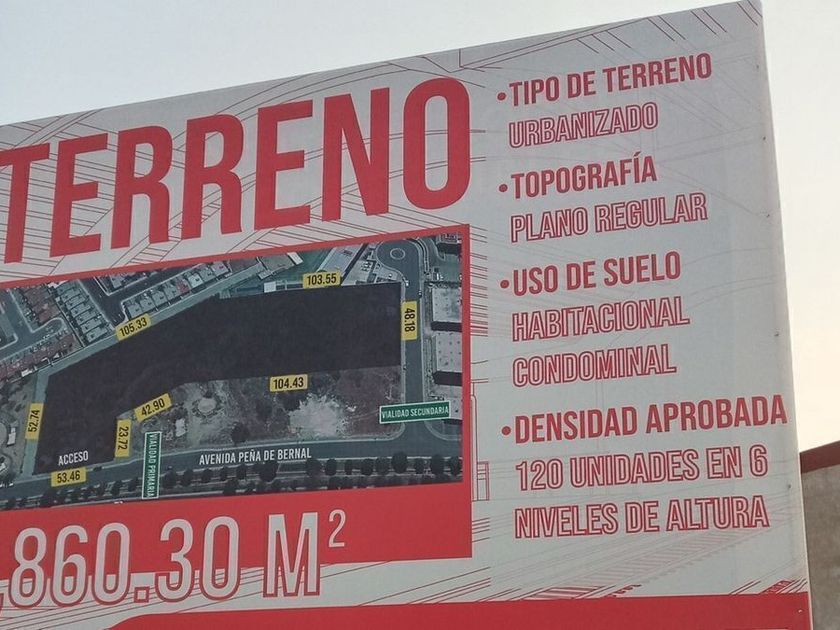 TERRENO
• TIPO DE TERRENO
URBANIZADO
• TOPOGRAFÍA
PLANO REGULAR
• USO DE SUELO
HABITACIONAL
CONDOMINAL
• DENSIDAD APROBADA
120 UNIDADES EN 6
NIVELES DE ALTURA
103.55
105.33
48.18
104.43
42.90
52.74
23.72
VIALIDAD SECUNDARIA
ACCESO
53.46
VIALIDAD PRIMARIA
AVENIDA PEÑA DE BERNAL
,860.30 M²